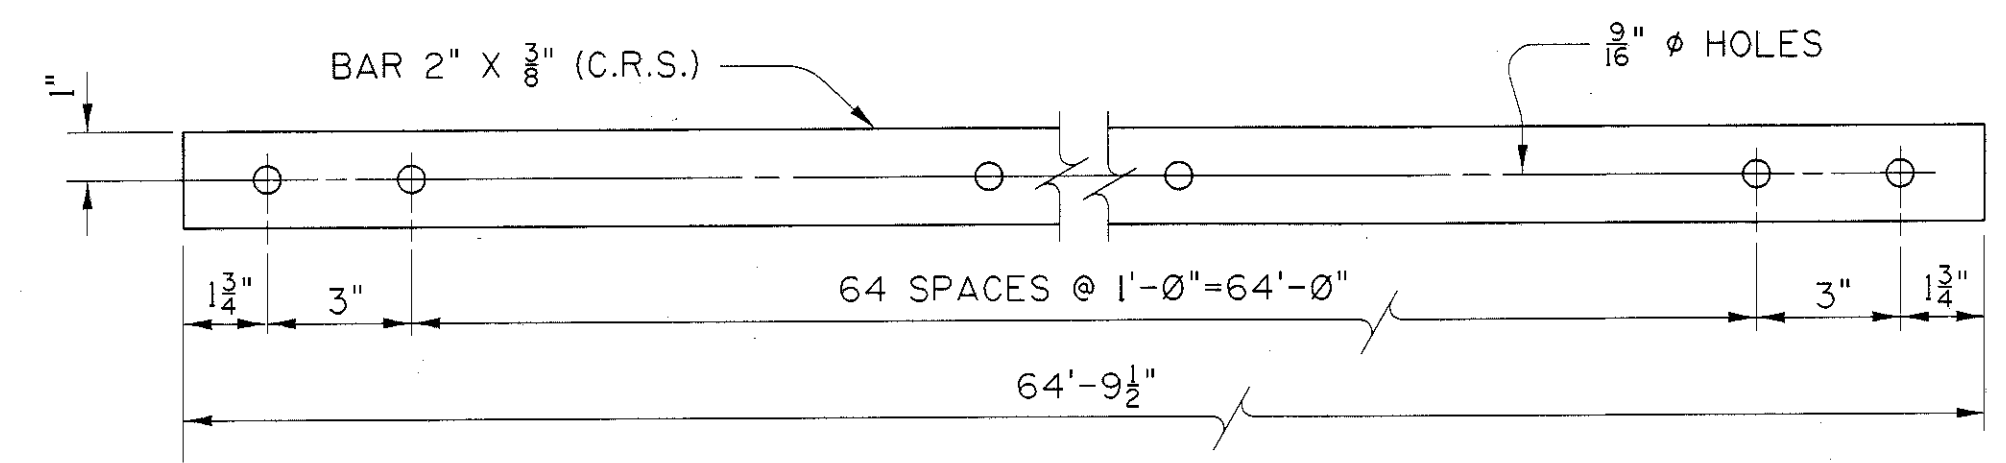 BAR 2" X 3/8" (C.R.S.)
9/16" Ø HOLES
1"
1 3/4"
3"
64 SPACES @ 1'-Ø"=64'-Ø"
3"
1 3/4"
64'-9 1/2"